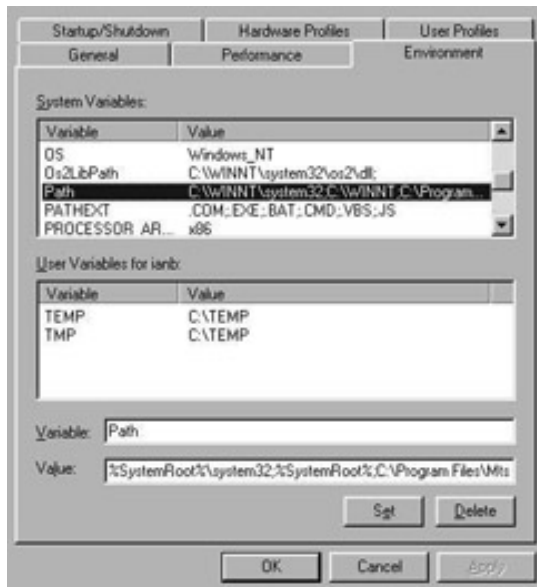 Startup/Shutdown Hardware Profiles User Profiles
General Performance Environment
System Variables:
Variable Value
OS Windows_NT
Os2LibPath C:\WINNT\system32\os2\dll;
Path C:\WINNT\system32;C:\WINNT;C:\Program...
PATHEXT .COM;.EXE;.BAT;.CMD;.VBS;.JS
PROCESSOR_AR... x86
User Variables for ianb:
Variable Value
TEMP C:\TEMP
TMP C:\TEMP
Variable: Path
Value: %SystemRoot%\system32;%SystemRoot%;C:\Program Files\Mts
Set Delete
OK Cancel Apply